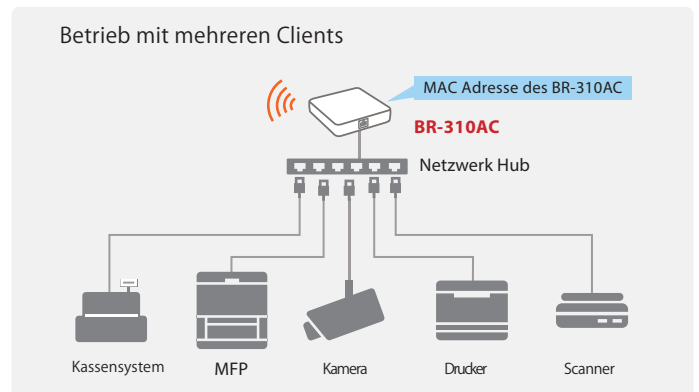 Betrieb mit mehreren Clients
MAC Adresse des BR-310AC
BR-310AC
Netzwerk Hub
Kassensystem
MFP
Kamera
Drucker
Scanner